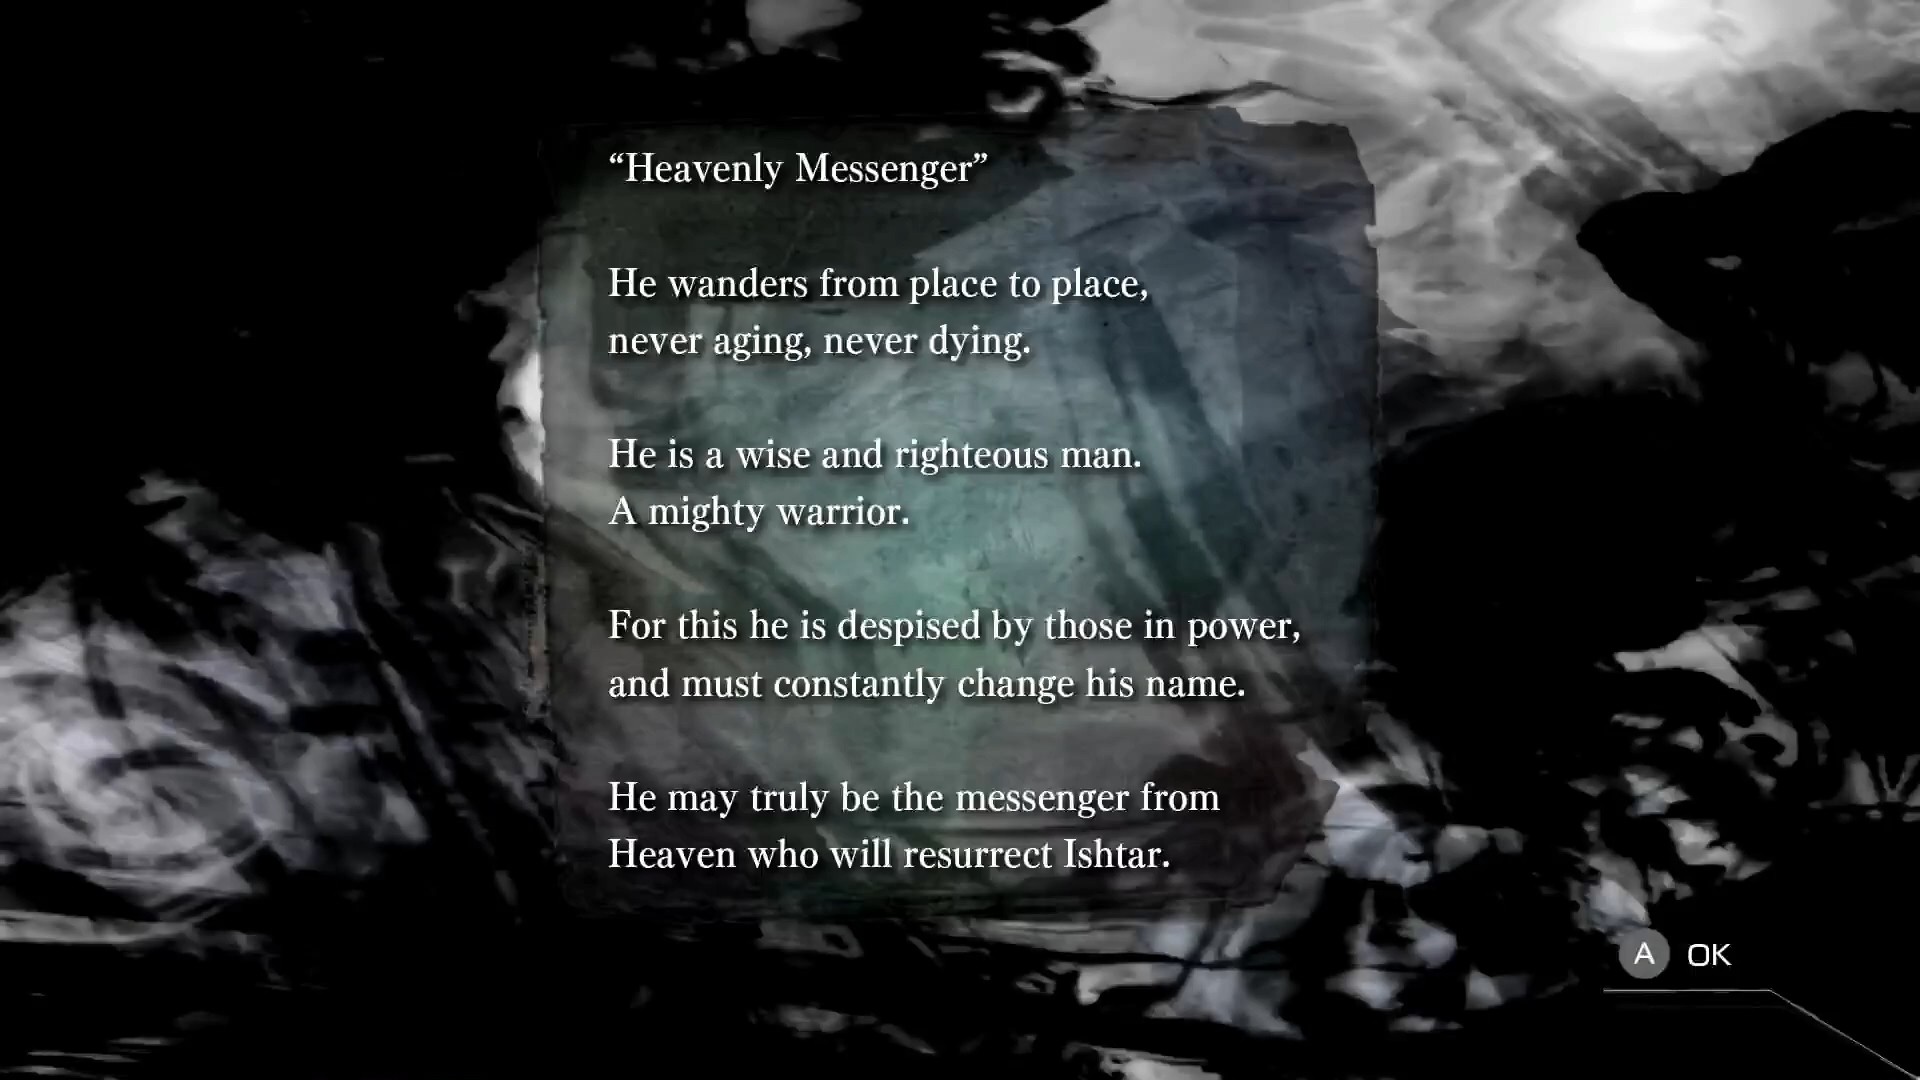 “Heavenly Messenger”
He wanders from place to place,
never aging, never dying.
He is a wise and righteous man.
A mighty warrior.
For this he is despised by those in power,
and must constantly change his name.
He may truly be the messenger from
Heaven who will resurrect Ishtar.
A OK